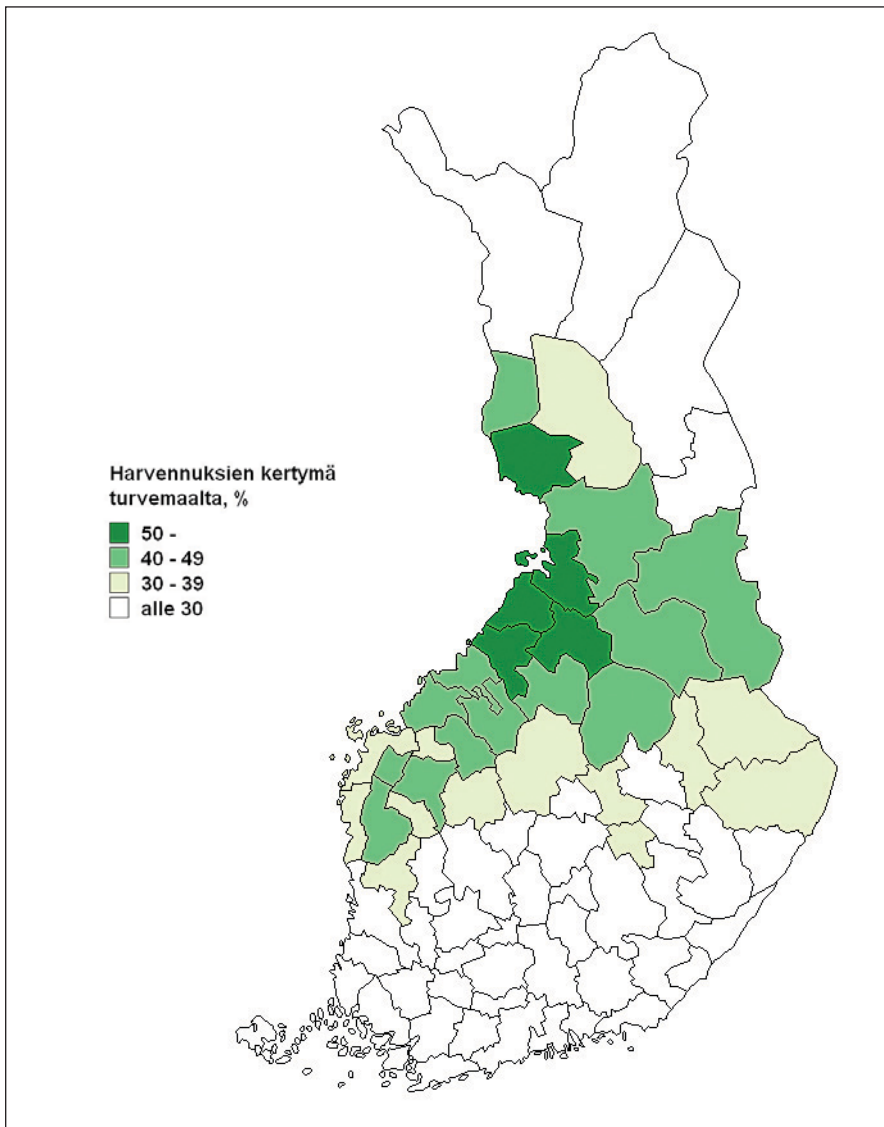 Harvennuksien kertymä
turvemaalta, %
50 -
40 - 49
30 - 39
alle 30